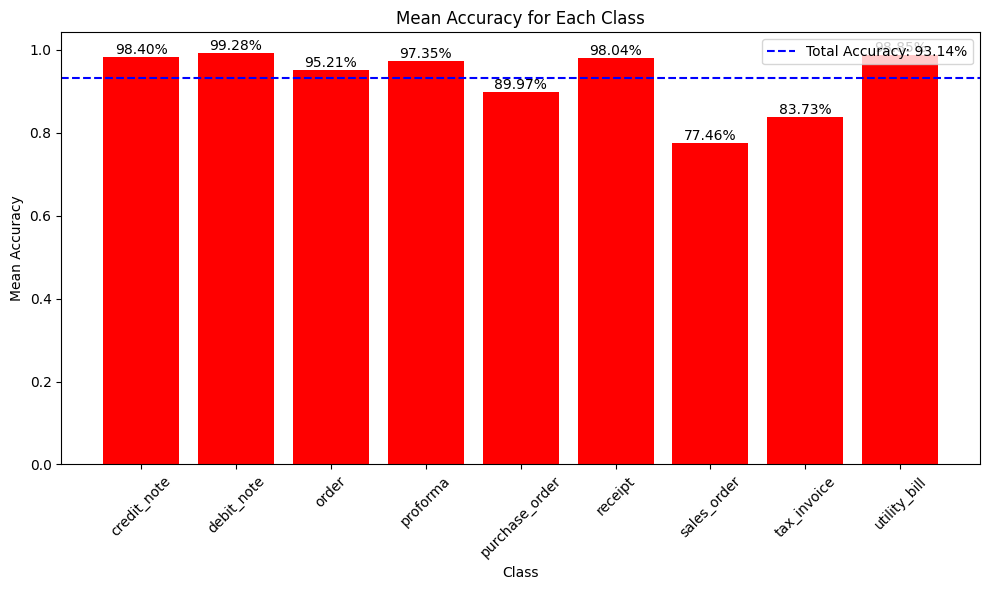 Mean Accuracy for Each Class
Total Accuracy: 93.14%
98.40%
99.28%
95.21%
97.35%
89.97%
98.04%
77.46%
83.73%
Mean Accuracy
1.0
0.8
0.6
0.4
0.2
0.0
credit_note
debit_note
order
proforma
purchase_order
receipt
sales_order
tax_invoice
utility_bill
Class